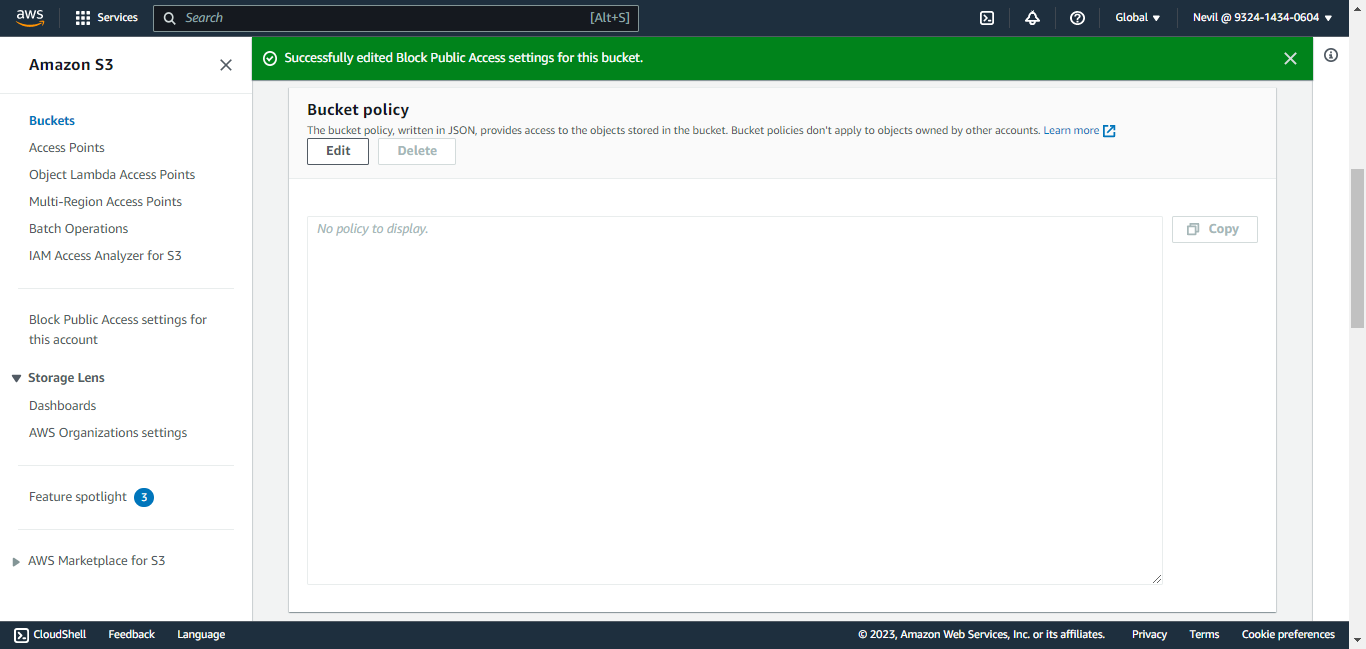 aws
Services
Search
[Alt+S]
Global
Nevil @ 9324-1434-0604
Amazon S3
Buckets
Access Points
Object Lambda Access Points
Multi-Region Access Points
Batch Operations
IAM Access Analyzer for S3
Block Public Access settings for
this account
Storage Lens
Dashboards
AWS Organizations settings
Feature spotlight 3
AWS Marketplace for S3
Successfully edited Block Public Access settings for this bucket.
Bucket policy
The bucket policy, written in JSON, provides access to the objects stored in the bucket. Bucket policies don't apply to objects owned by other accounts. Learn more
Edit
Delete
No policy to display.
Copy
CloudShell
Feedback
Language
© 2023, Amazon Web Services, Inc. or its affiliates.
Privacy
Terms
Cookie preferences